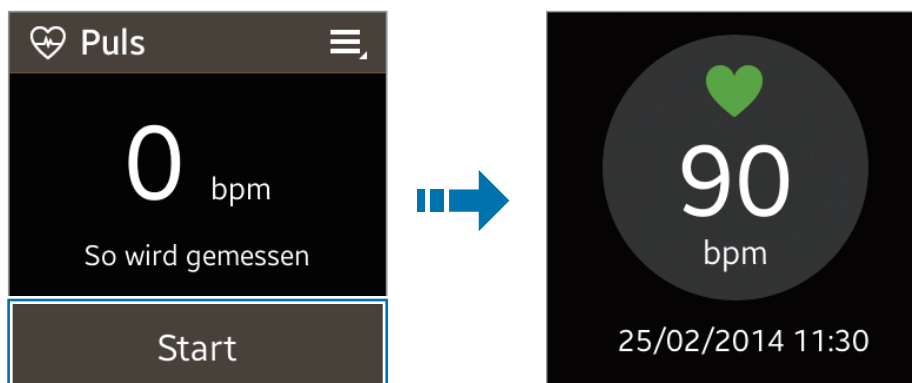 Puls
0 bpm
So wird gemessen
Start
90
bpm
25/02/2014 11:30